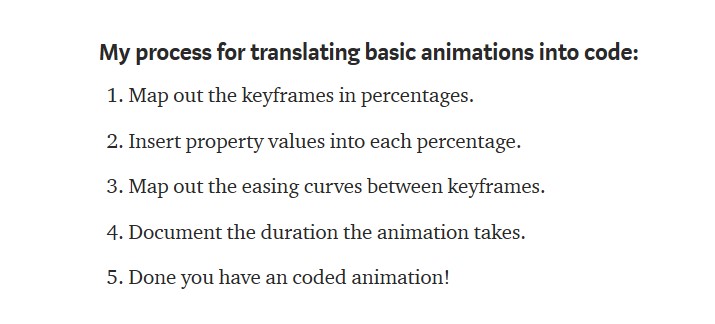 My process for translating basic animations into code:
1. Map out the keyframes in percentages.
2. Insert property values into each percentage.
3. Map out the easing curves between keyframes.
4. Document the duration the animation takes.
5. Done you have an coded animation!